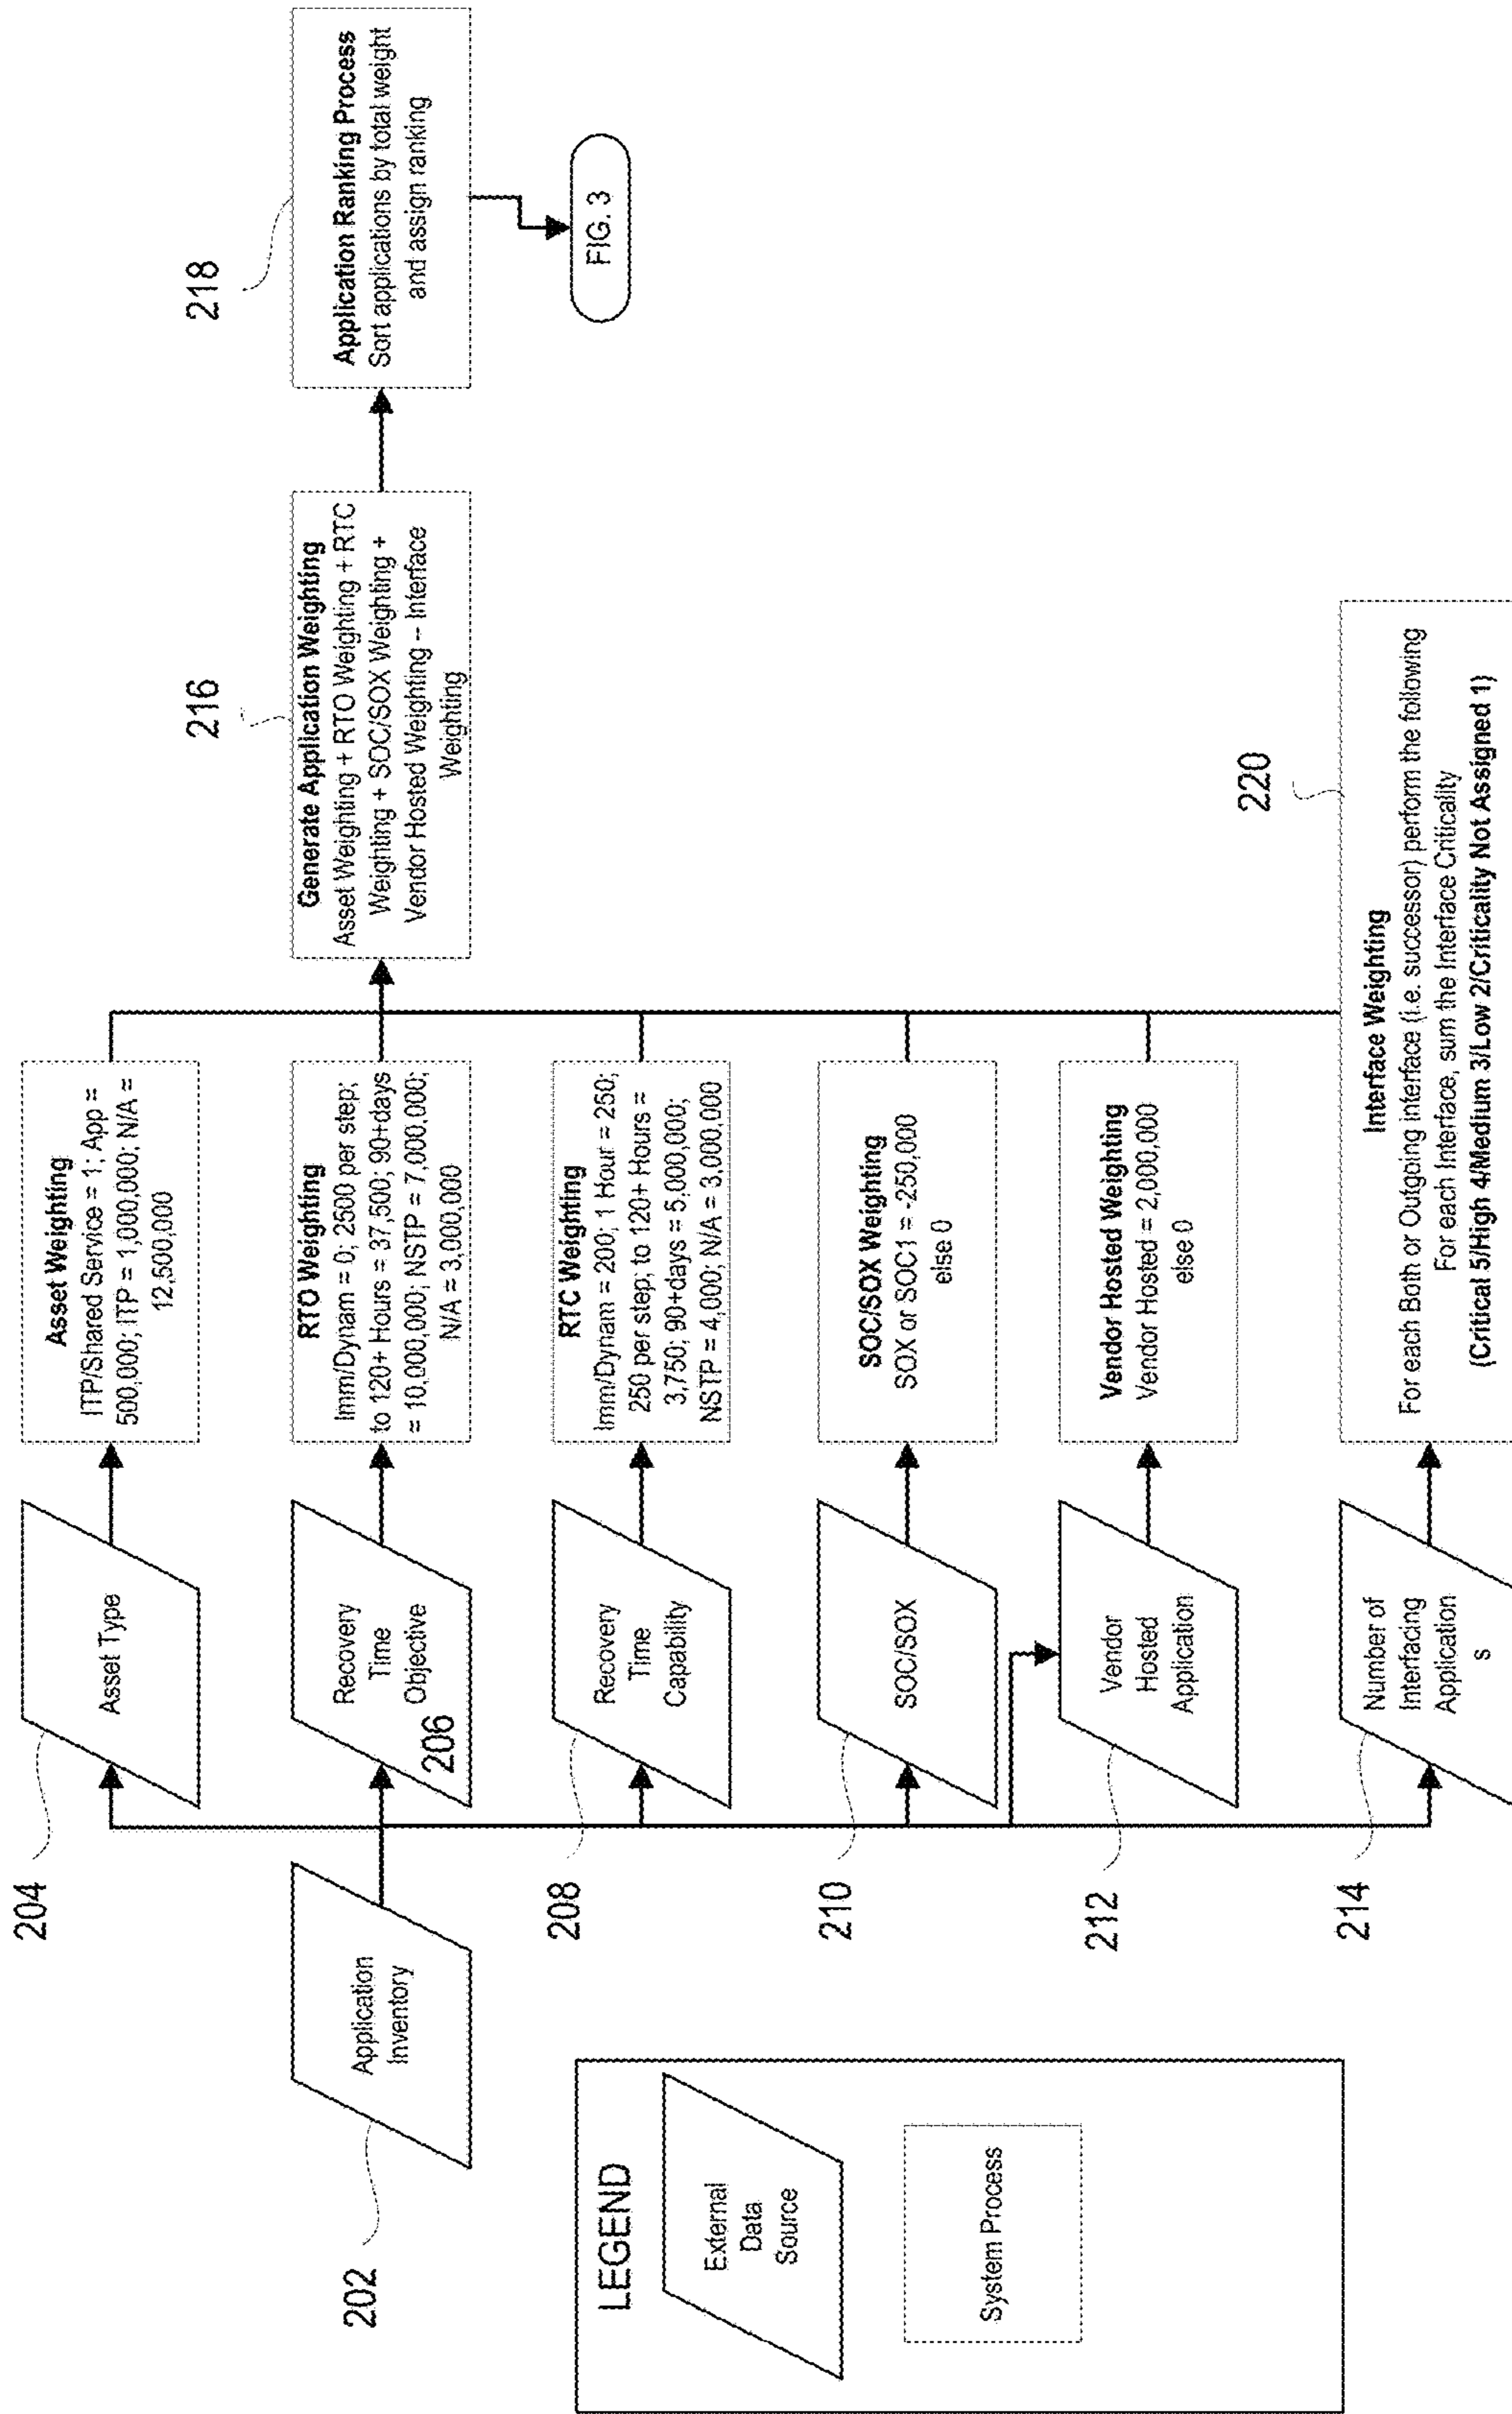 202
Application
Inventory
204
Asset Type
Asset Weighting
ITP/Shared Service = 1; App =
500,000; ITP = 1,000,000; N/A =
12,500,000
Recovery
Time
Objective
206
RTO Weighting
Imm/Dynam = 0; 2500 per step;
to 120+ Hours = 37,500; 90+days
= 10,000,000; NSTP = 7,000,000;
N/A = 3,000,000
208
Recovery
Time
Capability
RTC Weighting
Imm/Dynam = 200; 1 Hour = 250;
250 per step; to 120+ Hours =
3,750; 90+days = 5,000,000;
NSTP = 4,000; N/A = 3,000,000
210
SOC/SOX
SOC/SOX Weighting
SOX or SOC1 = -250,000
else 0
212
Vendor
Hosted
Application
Vendor Hosted Weighting
Vendor Hosted = 2,000,000
else 0
214
Number of
Interfacing
Application
s
220
Interface Weighting
For each Both or Outgoing interface (i.e. successor) perform the following
For each Interface, sum the Interface Criticality
(Critical 5/High 4/Medium 3/Low 2/Criticality Not Assigned 1)
216
Generate Application Weighting
Asset Weighting + RTO Weighting + RTC
Weighting + SOC/SOX Weighting +
Vendor Hosted Weighting -- Interface
Weighting
218
Application Ranking Process
Sort applications by total weight
and assign ranking
FIG. 3
LEGEND
External
Data
Source
System Process